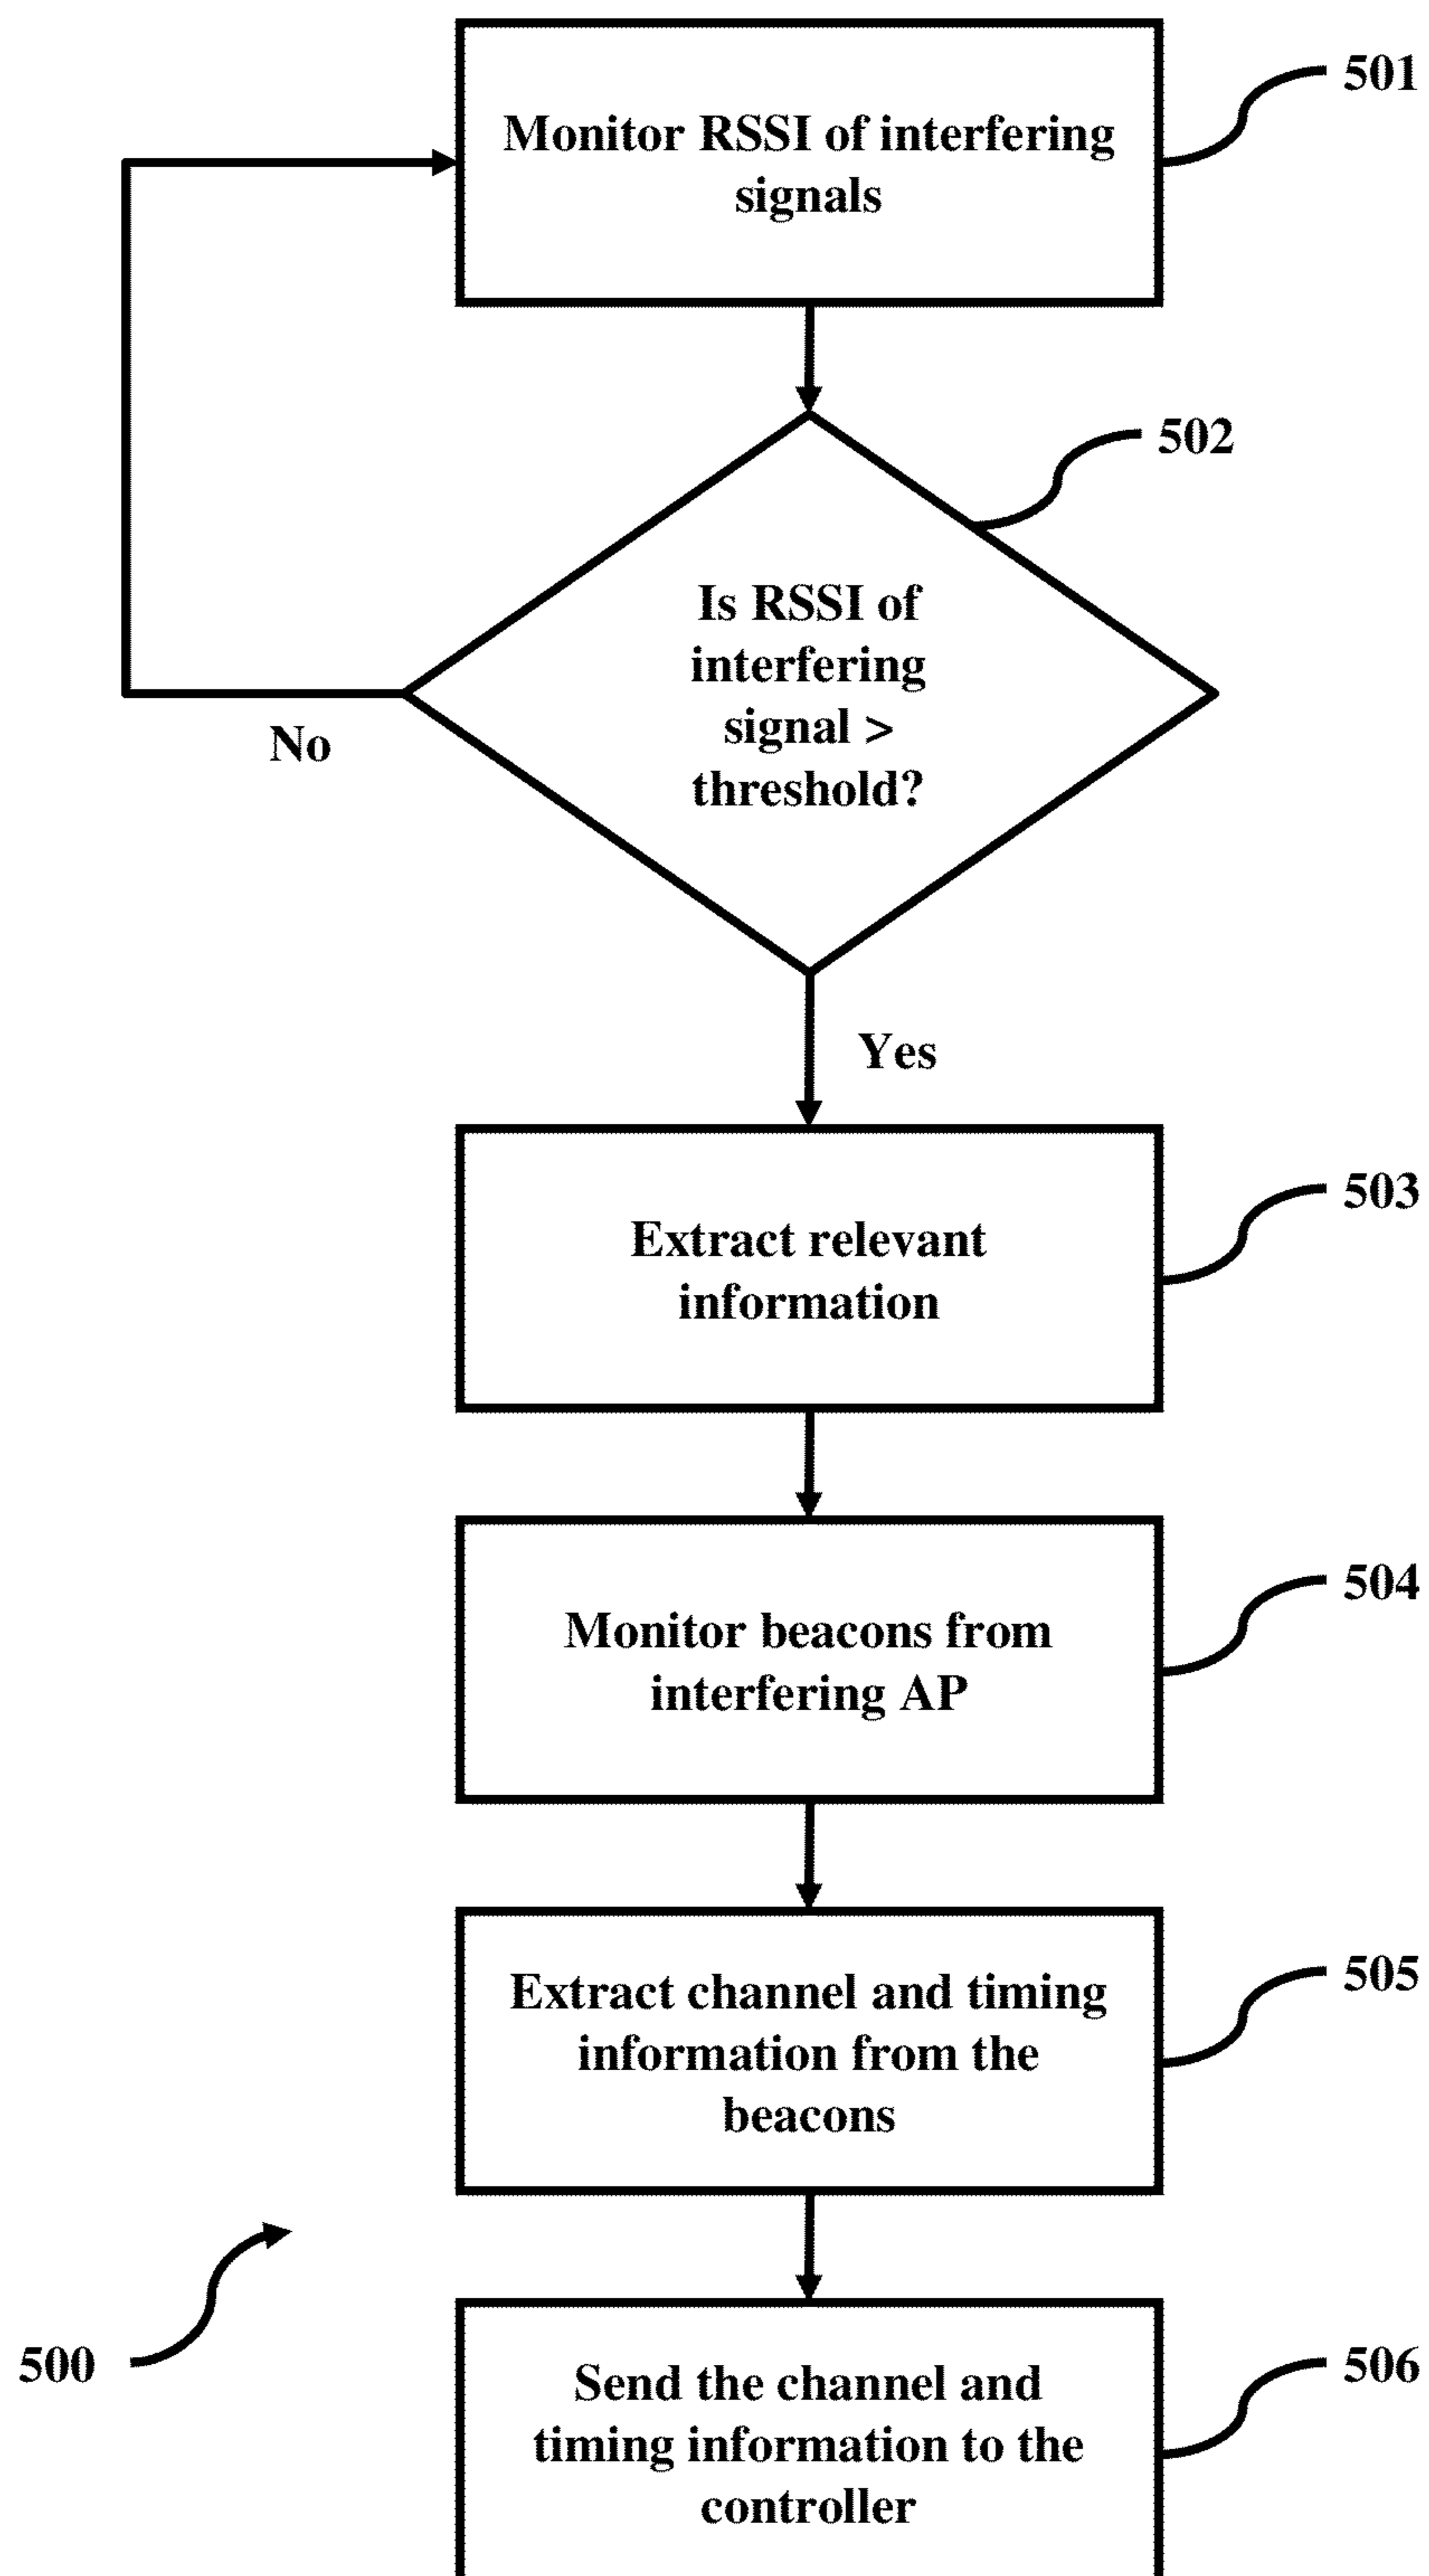 Monitor RSSI of interfering
signals
501
Is RSSI of
interfering
signal >
threshold?
502
No
Yes
Extract relevant
information
503
Monitor beacons from
interfering AP
504
Extract channel and timing
information from the
beacons
505
500
Send the channel and
timing information to the
controller
506